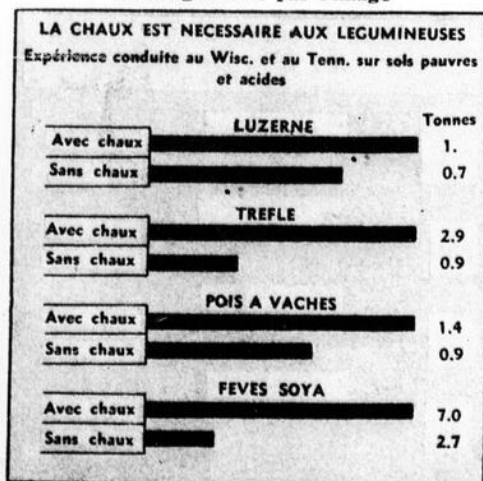 LA CHAUX EST NECESSAIRE AUX LEGUMINEUSES
Expérience conduite au Wisc. et au Tenn. sur sols pauvres
et acides
LUZERNE Tonnes
Avec chaux 1.
Sans chaux 0.7
TREFLE
Avec chaux 2.9
Sans chaux 0.9
POIS A VACHES
Avec chaux 1.4
Sans chaux 0.9
FEVES SOYA
Avec chaux 7.0
Sans chaux 2.7